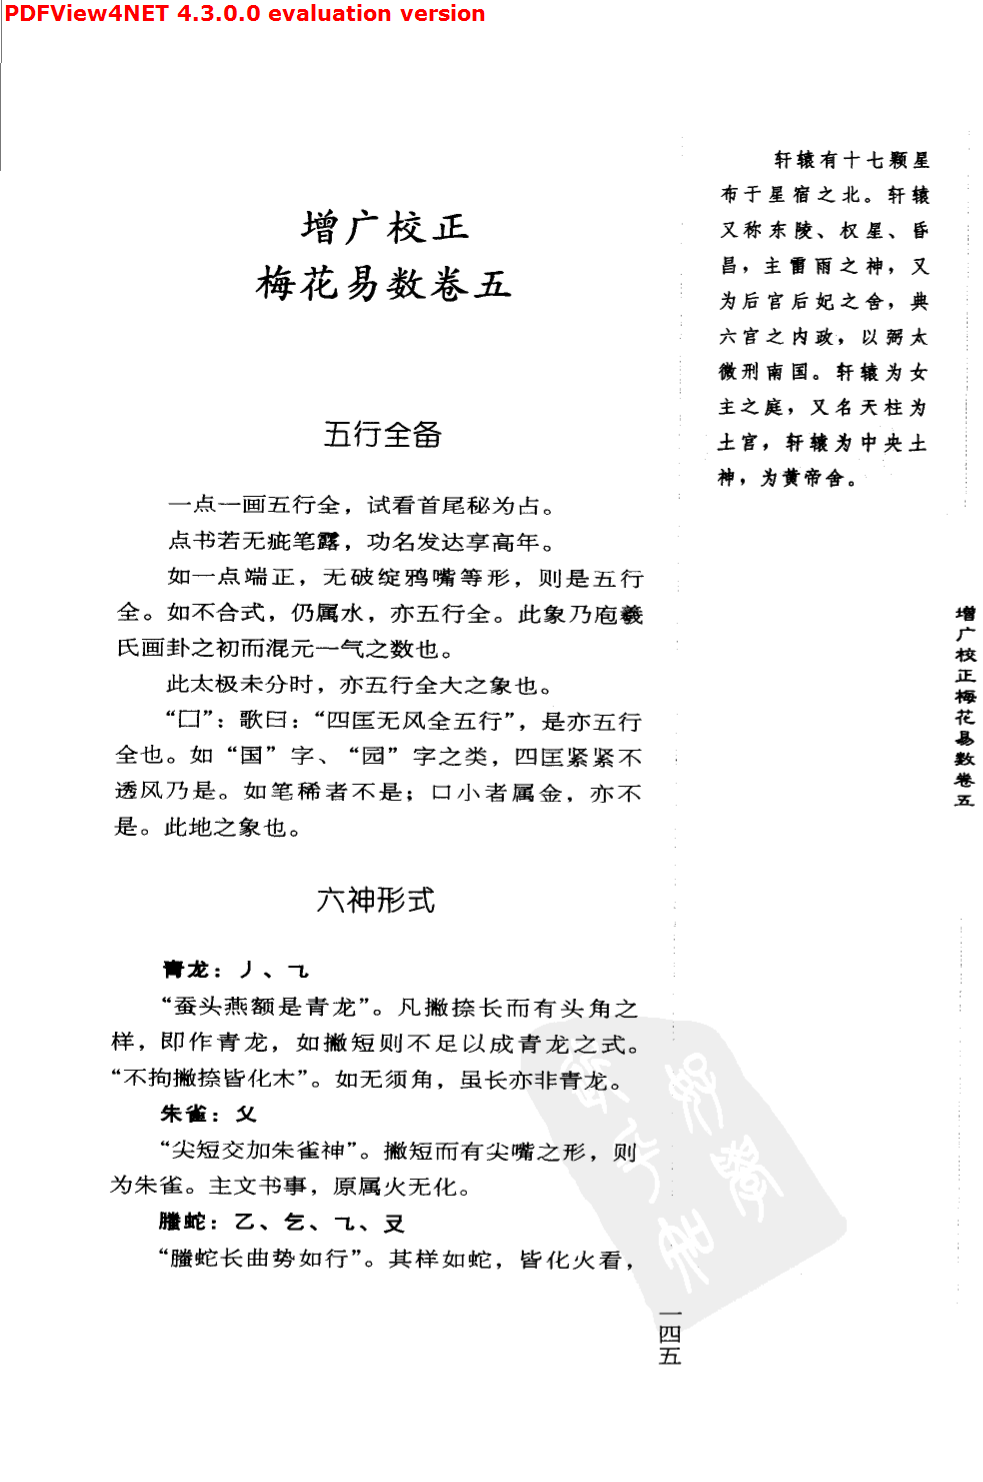 PDFView4NET 4.3.0.0 evaluation version
增广校正
梅花易数卷五
五行全备
一点一画五行全，试看首尾秘为占。
点书若无疵笔露，功名发达享高年。
如一点端正，无破绽鸦嘴等形，则是五行
全。如不合式，仍属水，亦五行全。此象乃庖羲
氏画卦之初而混元一气之数也。
此太极未分时，亦五行全大之象也。
“囗”：歌曰：“四匡无风全五行”，是亦五行
全也。如“国”字、“园”字之类，四匡紧紧不
透风乃是。如笔稀者不是；口小者属金，亦不
是。此地之象也。
六神形式
青龙：丿、乁
“蚕头燕额是青龙”。凡撇捺长而有头角之
样，即作青龙，如撇短则不足以成青龙之式。
“不拘撇捺皆化木”。如无须角，虽长亦非青龙。
朱雀：父
“尖短交加朱雀神”。撇短而有尖嘴之形，则
为朱雀。主文书事，原属火无化。
螣蛇：乙、乞、乁、
“螣蛇长曲势如行”。其样如蛇，皆化火看，
轩辕有十七颗星
布于星宿之北。轩辕
又称东陵、权星、昏
昌，主雷雨之神，又
为后官后妃之舍，典
六宫之内政，以弼太
微刑南国。轩辕为女
主之庭，又名天柱为
土官，轩辕为中央土
神，为黄帝舍。
增广校正梅花易数卷五
一四五